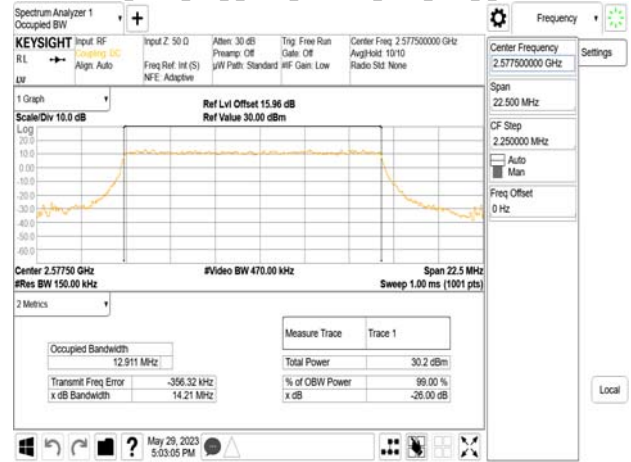 Spectrum Analyzer 1
Occupied BW
Frequency
KEYSIGHT
Input: RF
Coupling: DC
Align: Auto
Input Z: 50 Ω
Freq Ref: Int (S)
NFE: Adaptive
Atten: 30 dB
Preamp: Off
µW Path: Standard
Trig: Free Run
Gate: Off
#IF Gain: Low
Center Freq: 2.577500000 GHz
Avg|Hold: 10/10
Radio Std: None
RL
Center Frequency
2.577500000 GHz
Settings
Span
22.500 MHz
CF Step
2.250000 MHz
Auto
Man
Freq Offset
0 Hz
1 Graph
Scale/Div 10.0 dB
Ref Lvl Offset 15.96 dB
Ref Value 30.00 dBm
Log
20.0
10.0
0.00
-10.0
-20.0
-30.0
-40.0
-50.0
-60.0
Center 2.57750 GHz
#Res BW 150.00 kHz
#Video BW 470.00 kHz
Span 22.5 MHz
Sweep 1.00 ms (1001 pts)
2 Metrics
Measure Trace Trace 1
Occupied Bandwidth
12.911 MHz
Total Power 30.2 dBm
Transmit Freq Error -356.32 kHz
% of OBW Power 99.00 %
x dB Bandwidth 14.21 MHz
x dB -26.00 dB
Local
May 29, 2023
5:03:05 PM